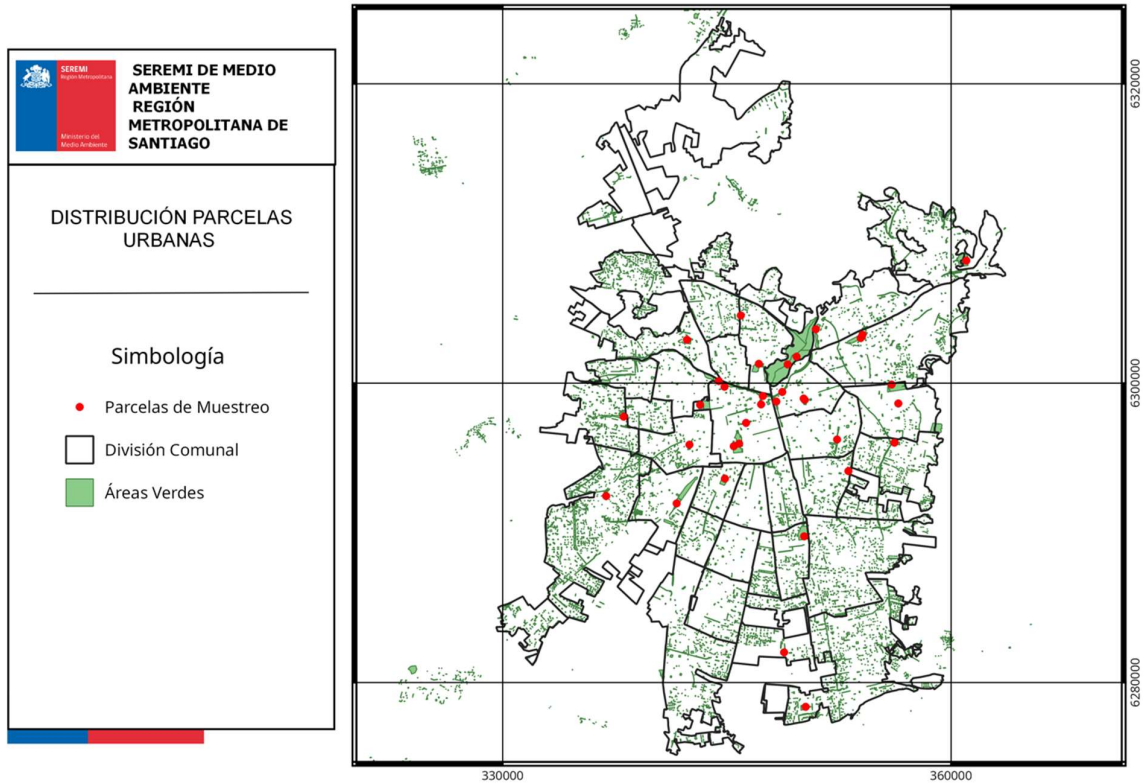 SEREMI
Región Metropolitana
Ministerio del
Medio Ambiente
SEREMI DE MEDIO
AMBIENTE
REGIÓN
METROPOLITANA DE
SANTIAGO
DISTRIBUCIÓN PARCELAS
URBANAS
Simbología
Parcelas de Muestreo
División Comunal
Áreas Verdes
6320000
6300000
6280000
330000
360000